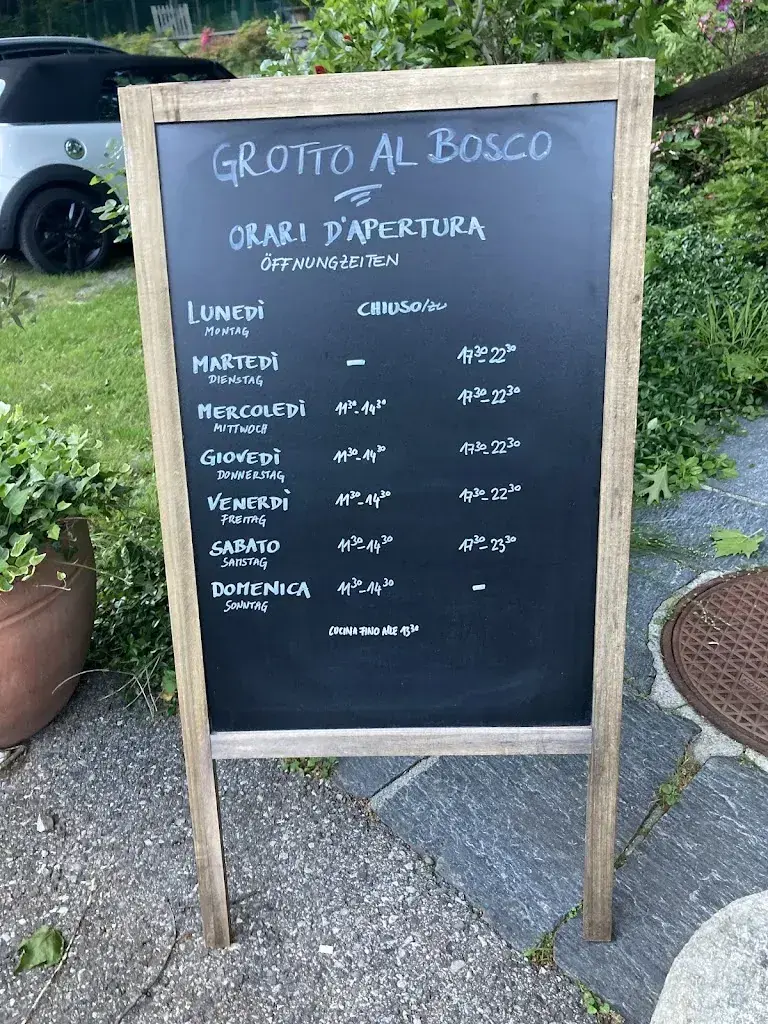 GROTTO AL BOSCO
ORARI D'APERTURA
ÖFFNUNGZEITEN
LUNEDÌ CHIUSO/zu
MONTAG
MARTEDÌ - 17³⁰-22³⁰
DIENSTAG
MERCOLEDÌ 11³⁰-14³⁰ 17³⁰-22³⁰
MITTWOCH
GIOVEDÌ 11³⁰-14³⁰ 17³⁰-22³⁰
DONNERSTAG
VENERDÌ 11³⁰-14³⁰ 17³⁰-22³⁰
FREITAG
SABATO 11³⁰-14³⁰ 17³⁰-23³⁰
SAMSTAG
DOMENICA 11³⁰-14³⁰ -
SONNTAG
CUCINA FINO ALLE 13³⁰